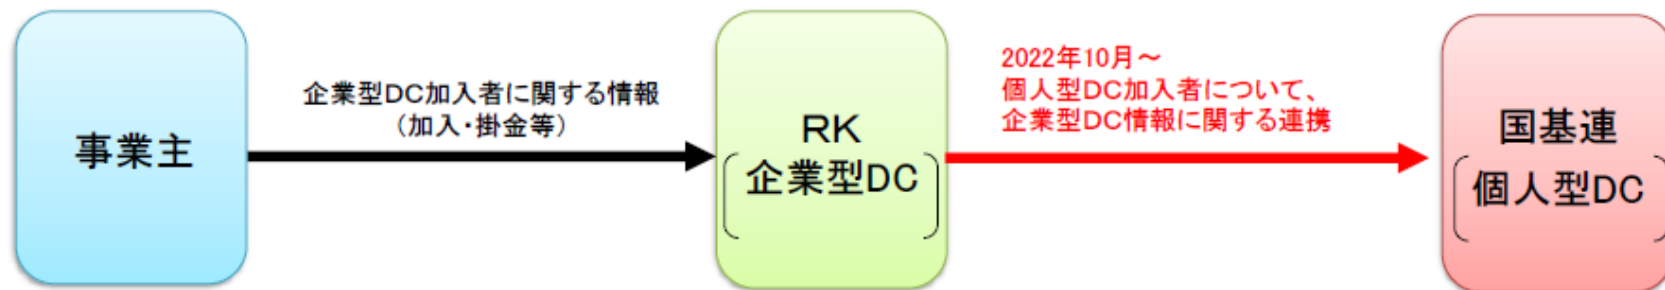 事業主
企業型DC加入者に関する情報
（加入・掛金等）
RK
企業型DC
2022年10月～
個人型DC加入者について、
企業型DC情報に関する連携
国基連
個人型DC